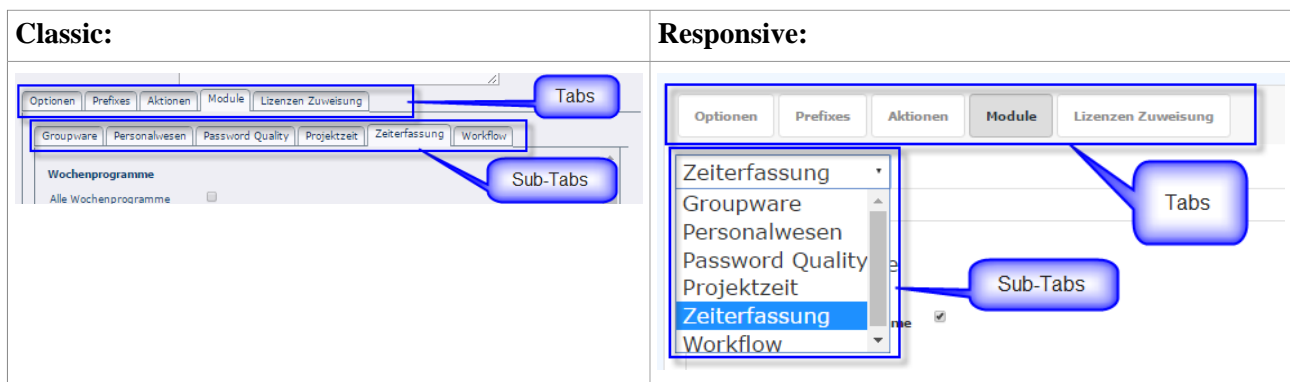 Classic:
Responsive:
Optionen Prefixes Aktionen Module Lizenzen Zuweisung
Tabs
Groupware Personalwesen Password Quality Projektzeit Zeiterfassung Workflow
Wochenprogramme
Sub-Tabs
Alle Wochenprogramme
Optionen Prefixes Aktionen Module Lizenzen Zuweisung
Zeiterfassung
Groupware
Tabs
Personalwesen
Password Quality
Projektzeit
Sub-Tabs
Zeiterfassung
Workflow